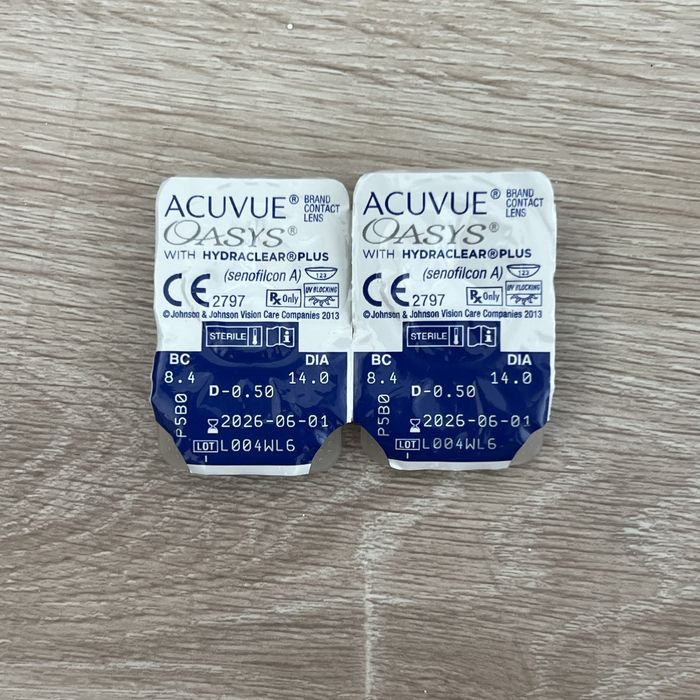 ACUVUE® BRAND CONTACT LENS
OASYS®
WITH HYDRACLEAR®PLUS
(senofilcon A) 123
CE 2797 Rx Only UV BLOCKING
©Johnson & Johnson Vision Care Companies 2013
STERILE i
BC DIA
8.4 14.0
D-0.50
P5B0
2026-06-01
LOT L004WL6
ACUVUE® BRAND CONTACT LENS
OASYS®
WITH HYDRACLEAR®PLUS
(senofilcon A) 123
CE 2797 Rx Only UV BLOCKING
©Johnson & Johnson Vision Care Companies 2013
STERILE i
BC DIA
8.4 14.0
D-0.50
P5B0
2026-06-01
LOT L004WL6